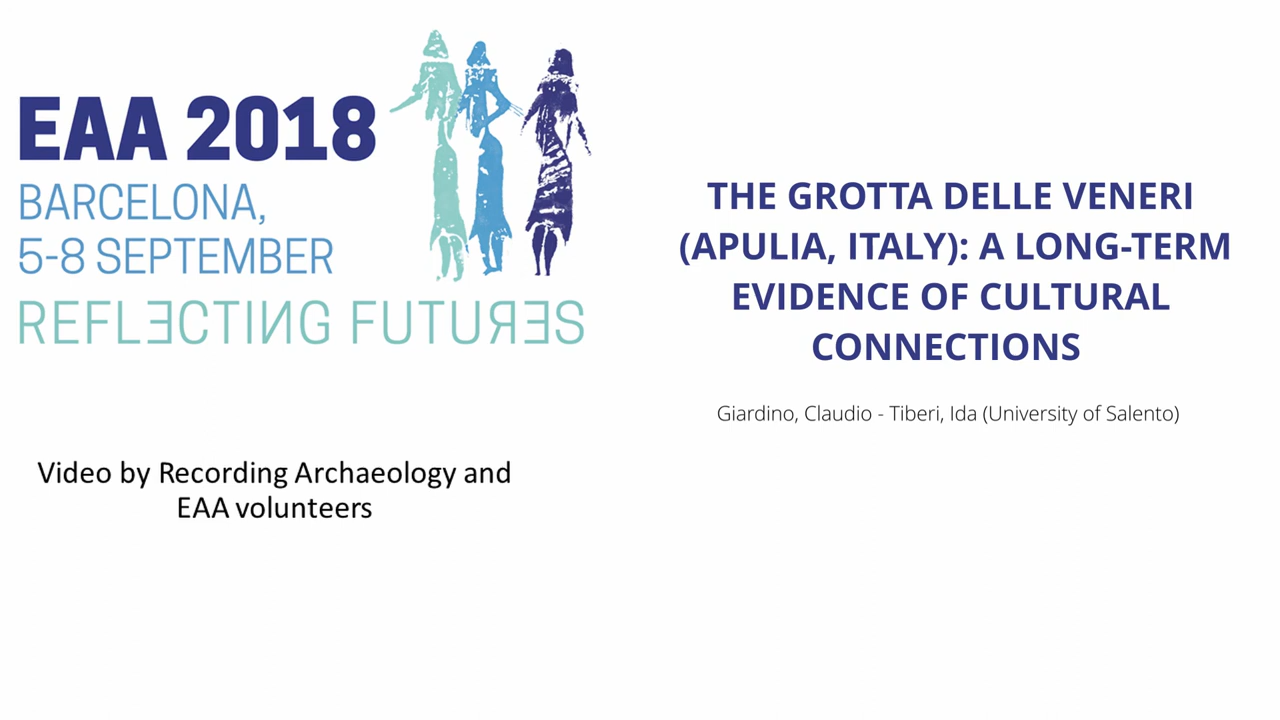 EAA 2018
BARCELONA,
5-8 SEPTEMBER
REFLECTING FUTURES
Video by Recording Archaeology and
EAA volunteers
THE GROTTA DELLE VENERI
(APULIA, ITALY): A LONG-TERM
EVIDENCE OF CULTURAL
CONNECTIONS
Giardino, Claudio - Tiberi, Ida (University of Salento)